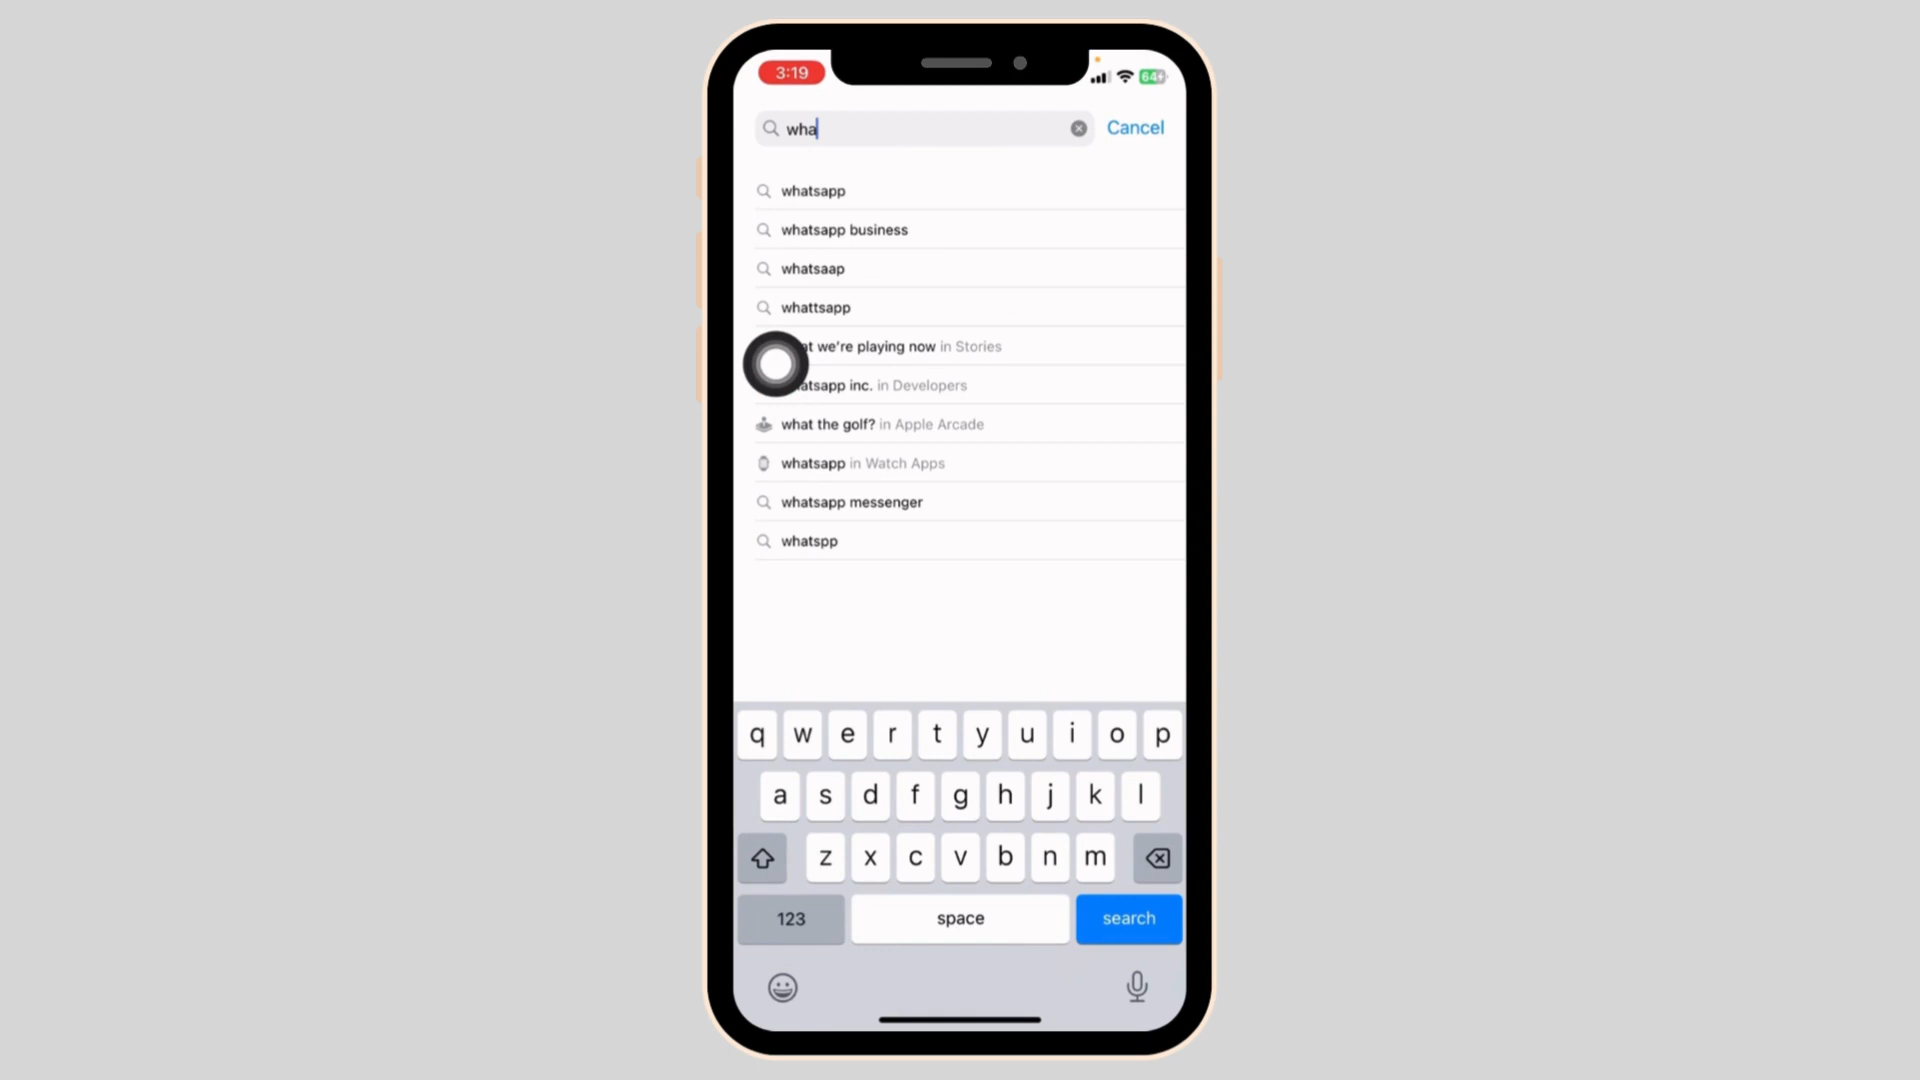 3:19
64
wha
Cancel
whatsapp
whatsapp business
whatsaap
whattsapp
we're playing now in Stories
inc. in Developers
what the golf? in Apple Arcade
whatsapp in Watch Apps
whatsapp messenger
whatspp
q w e r t y u i o p
a s d f g h j k l
z x c v b n m
123 space search